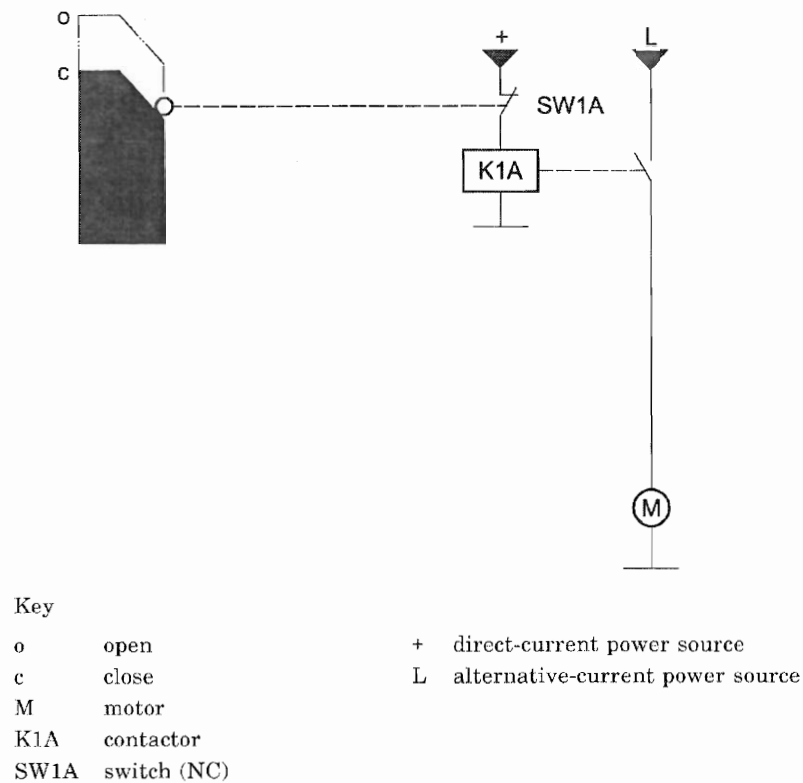 o
c
+
L
SW1A
K1A
M
Key
o open
c close
M motor
K1A contactor
SW1A switch (NC)
+ direct-current power source
L alternative-current power source